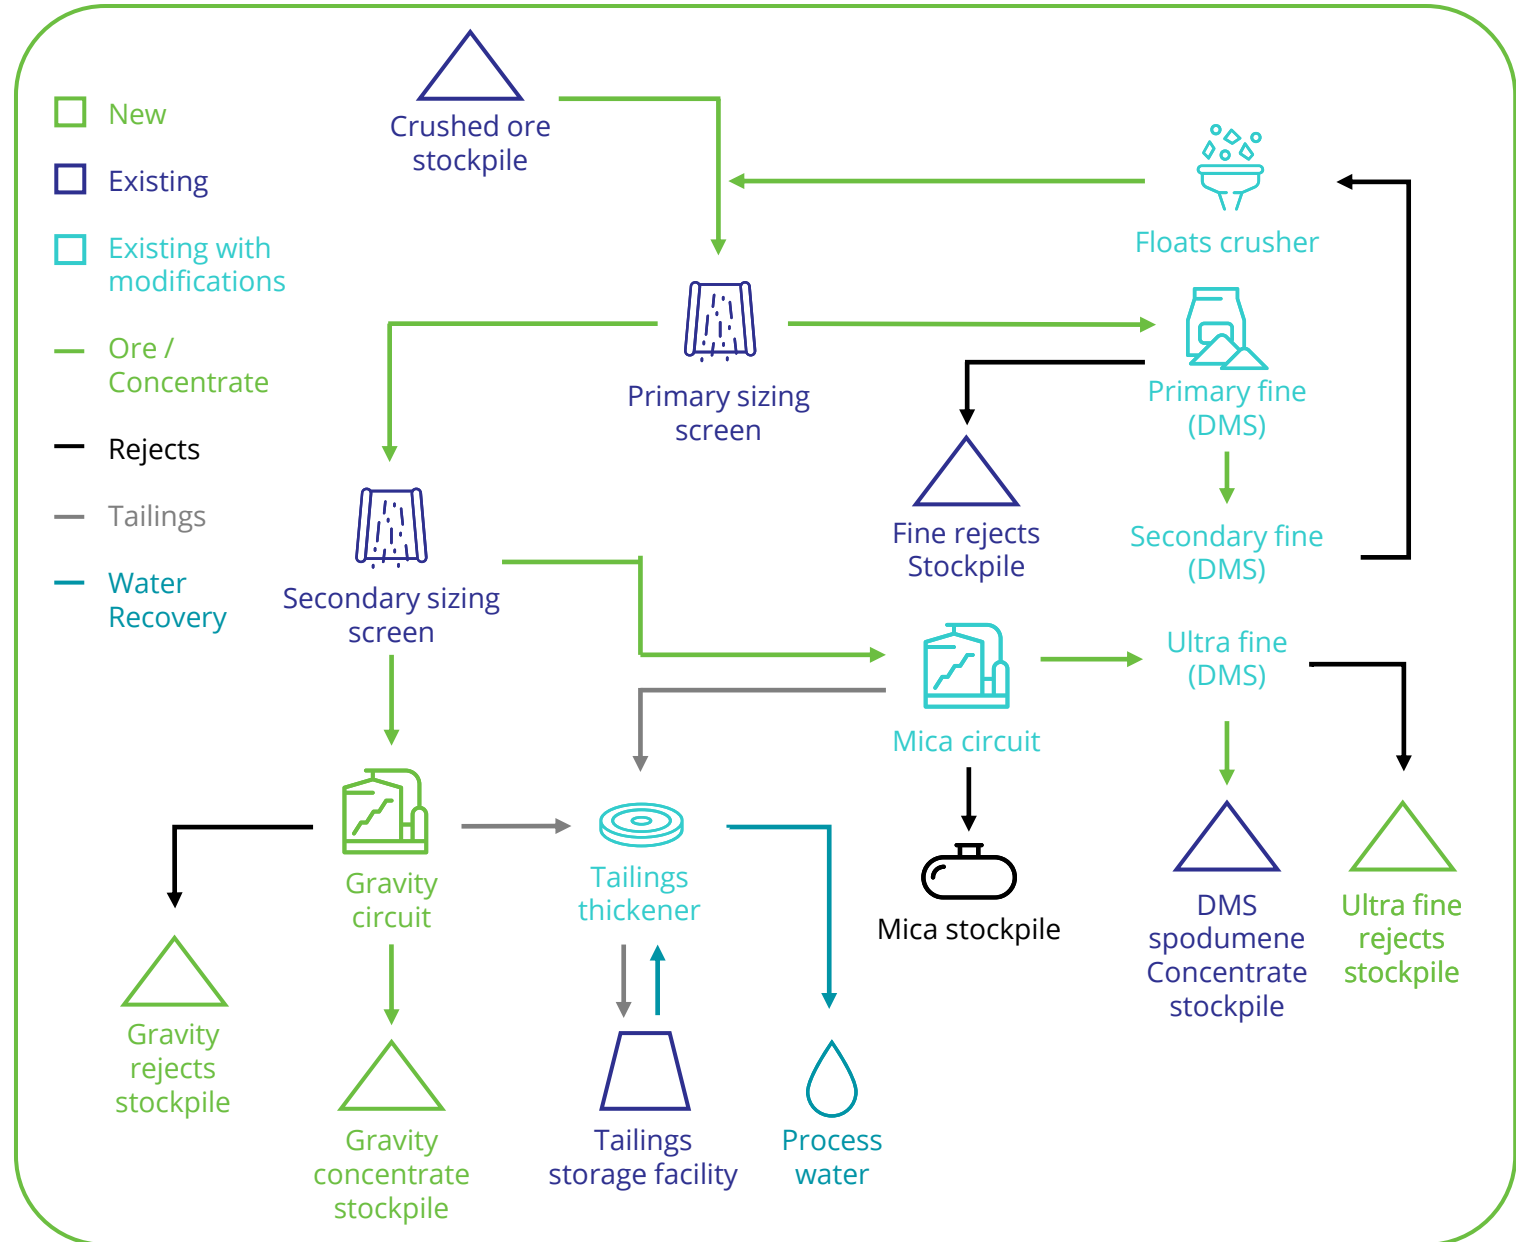 New
Existing
Existing with
modifications
Ore /
Concentrate
Rejects
Tailings
Water
Recovery
Crushed ore
stockpile
Floats crusher
Primary sizing
screen
Primary fine
(DMS)
Fine rejects
Stockpile
Secondary fine
(DMS)
Secondary sizing
screen
Ultra fine
(DMS)
Mica circuit
Gravity
circuit
Tailings
thickener
Mica stockpile
DMS
spodumene
Concentrate
stockpile
Ultra fine
rejects
stockpile
Gravity
rejects
stockpile
Gravity
concentrate
stockpile
Tailings
storage facility
Process
water